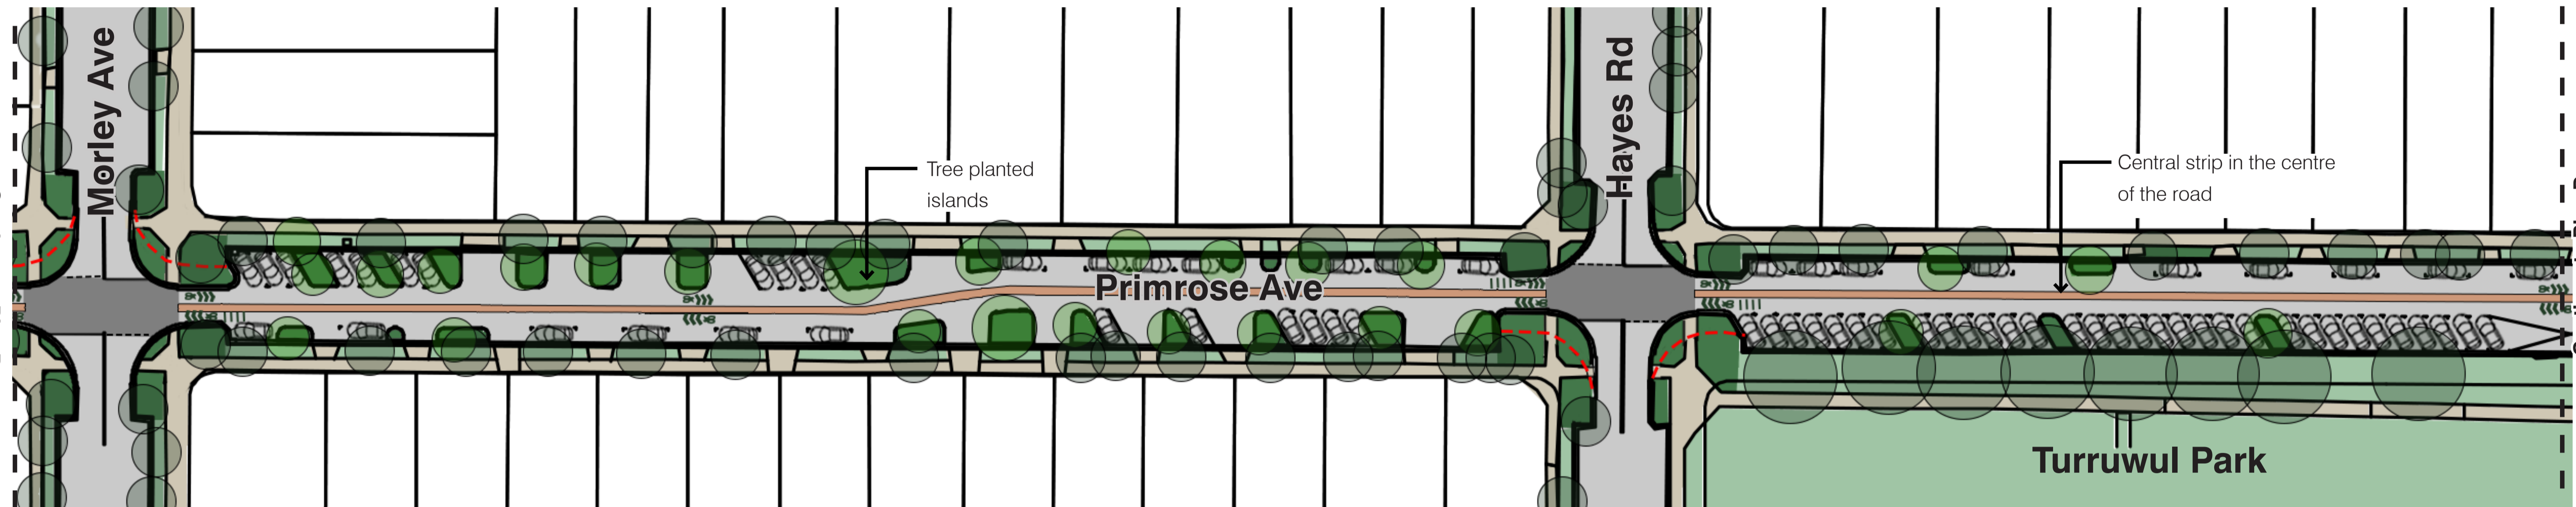 Morley Ave
Tree planted
islands
Primrose Ave
Hayes Rd
Central strip in the centre
of the road
Turruwul Park